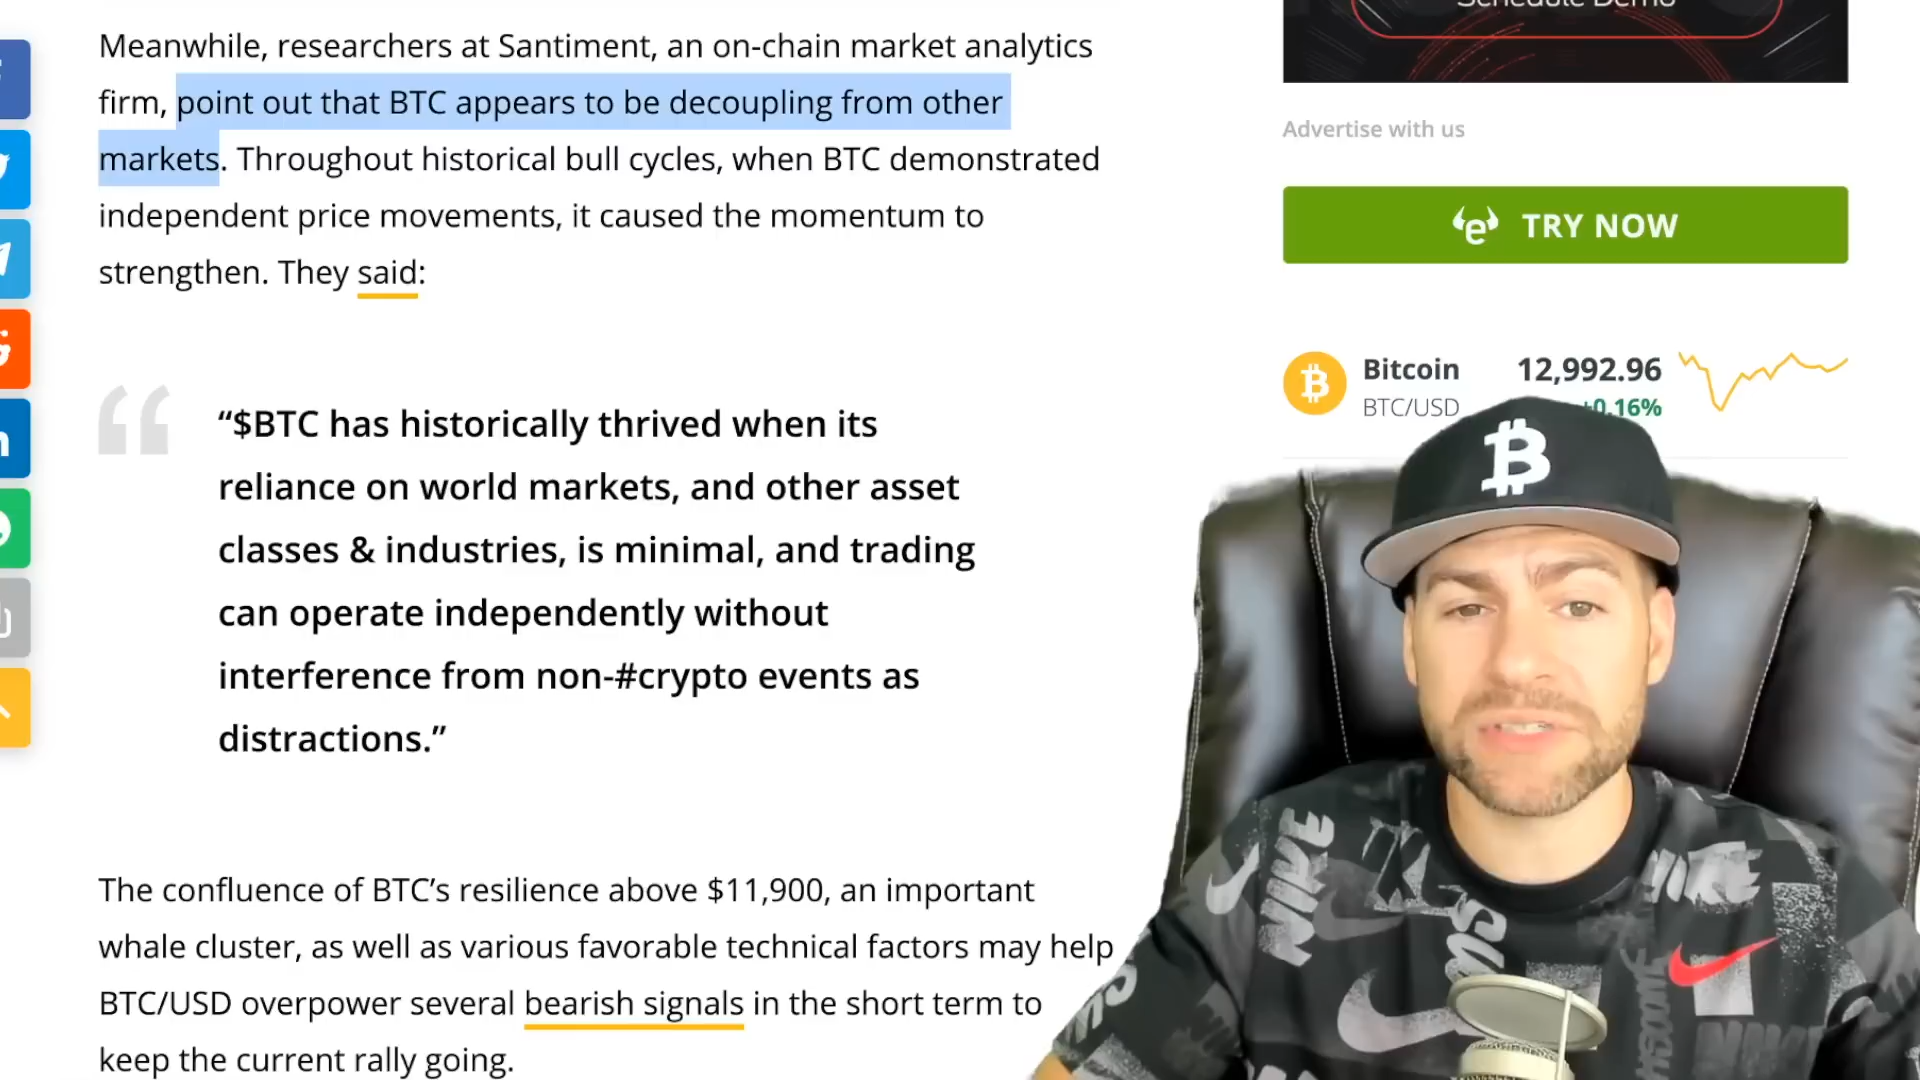 Meanwhile, researchers at Santiment, an on-chain market analytics
firm, point out that BTC appears to be decoupling from other
markets. Throughout historical bull cycles, when BTC demonstrated
independent price movements, it caused the momentum to
strengthen. They said:
“$BTC has historically thrived when its
reliance on world markets, and other asset
classes & industries, is minimal, and trading
can operate independently without
interference from non-#crypto events as
distractions.”
The confluence of BTC’s resilience above $11,900, an important
whale cluster, as well as various favorable technical factors may help
BTC/USD overpower several bearish signals in the short term to
keep the current rally going.
Schedule Demo
Advertise with us
e TRY NOW
Bitcoin 12,992.96
BTC/USD +0.16%
NIKE
NIKE